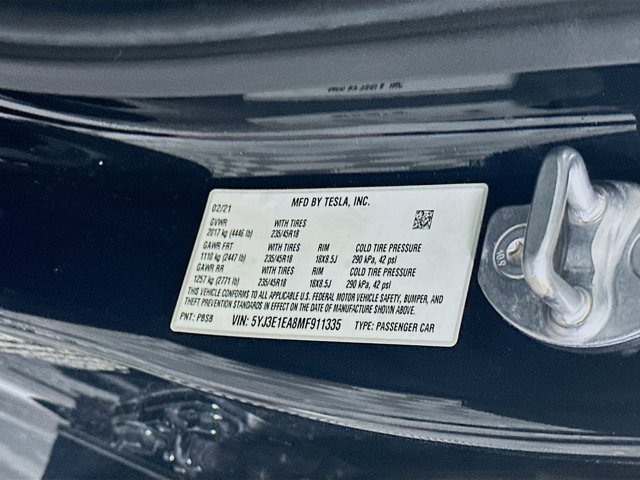 MFD BY TESLA, INC.
02/21
GVWR WITH TIRES
2017 kg (4446 lb) 235/45R18
GAWR FRT WITH TIRES RIM COLD TIRE PRESSURE
1110 kg (2447 lb) 235/45R18 18X8.5J 290 kPa, 42 psi
GAWR RR WITH TIRES RIM COLD TIRE PRESSURE
1257 kg (2771 lb) 235/45R18 18X8.5J 290 kPa, 42 psi
THIS VEHICLE CONFORMS TO ALL APPLICABLE U.S. FEDERAL MOTOR VEHICLE SAFETY, BUMPER, AND
THEFT PREVENTION STANDARDS IN EFFECT ON THE DATE OF MANUFACTURE SHOWN ABOVE.
PNT: PBSB VIN: 5YJ3E1EA8MF911335 TYPE: PASSENGER CAR